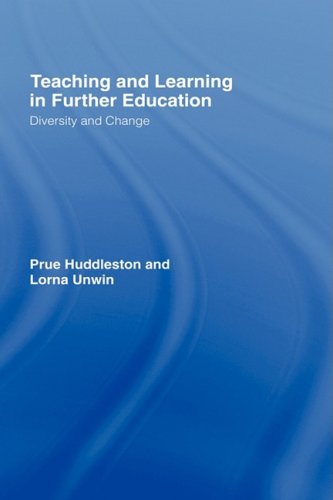 Teaching and Learning
in Further Education
Diversity and Change
Prue Huddleston and
Lorna Unwin